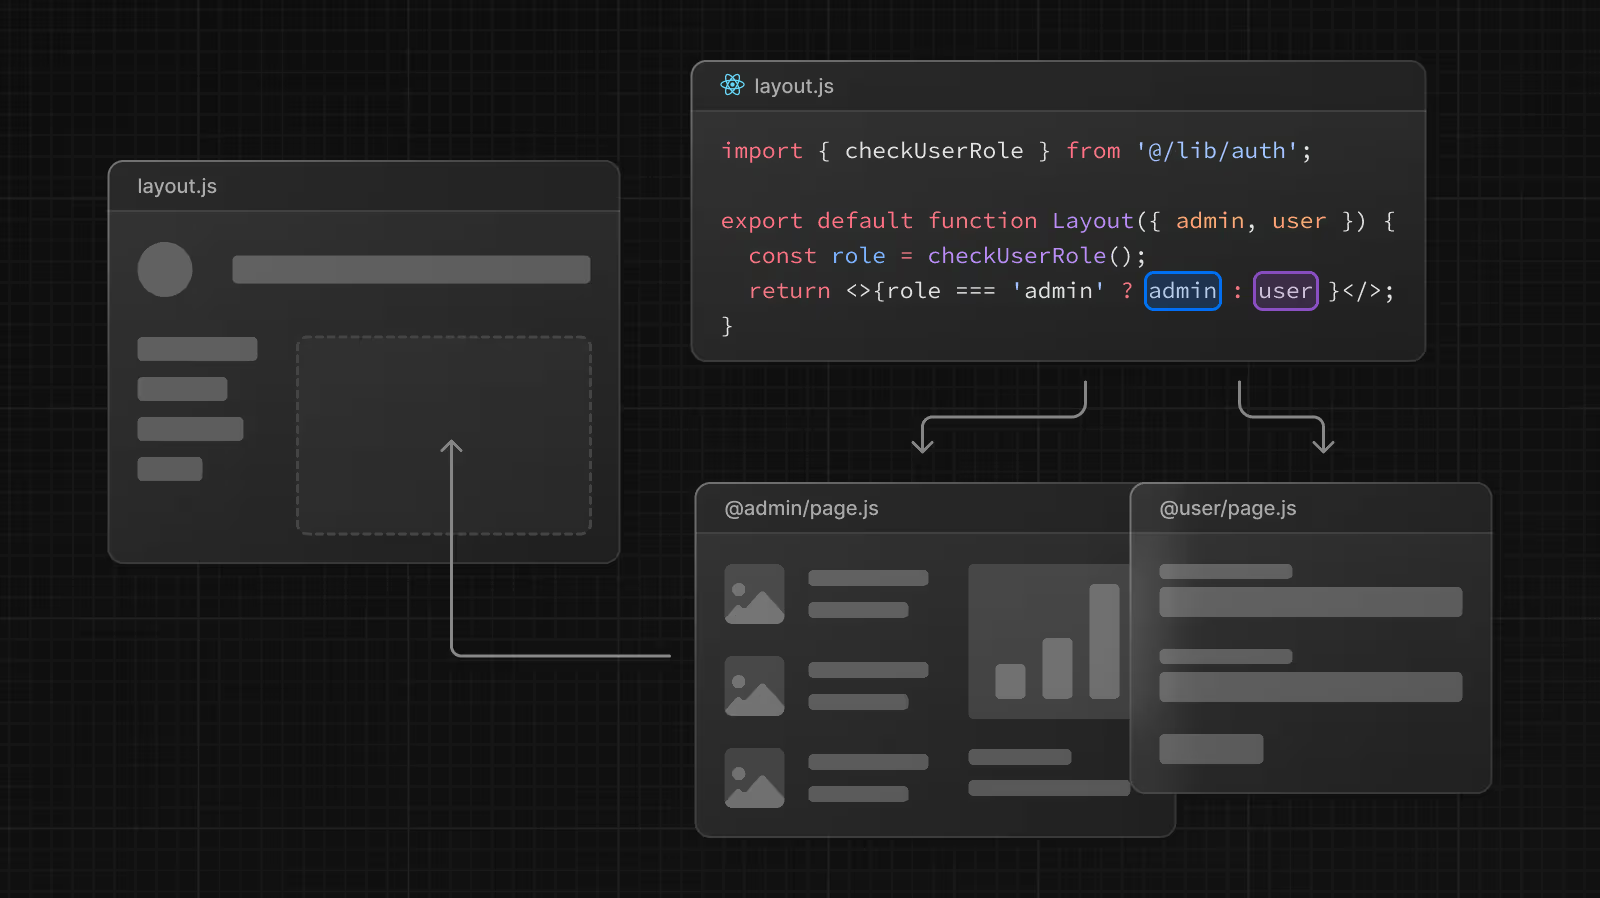 layout.js
layout.js
import { checkUserRole } from '@/lib/auth';
export default function Layout({ admin, user }) {
const role = checkUserRole();
return <>{role === 'admin' ? admin : user }</>;
}
@admin/page.js
@user/page.js